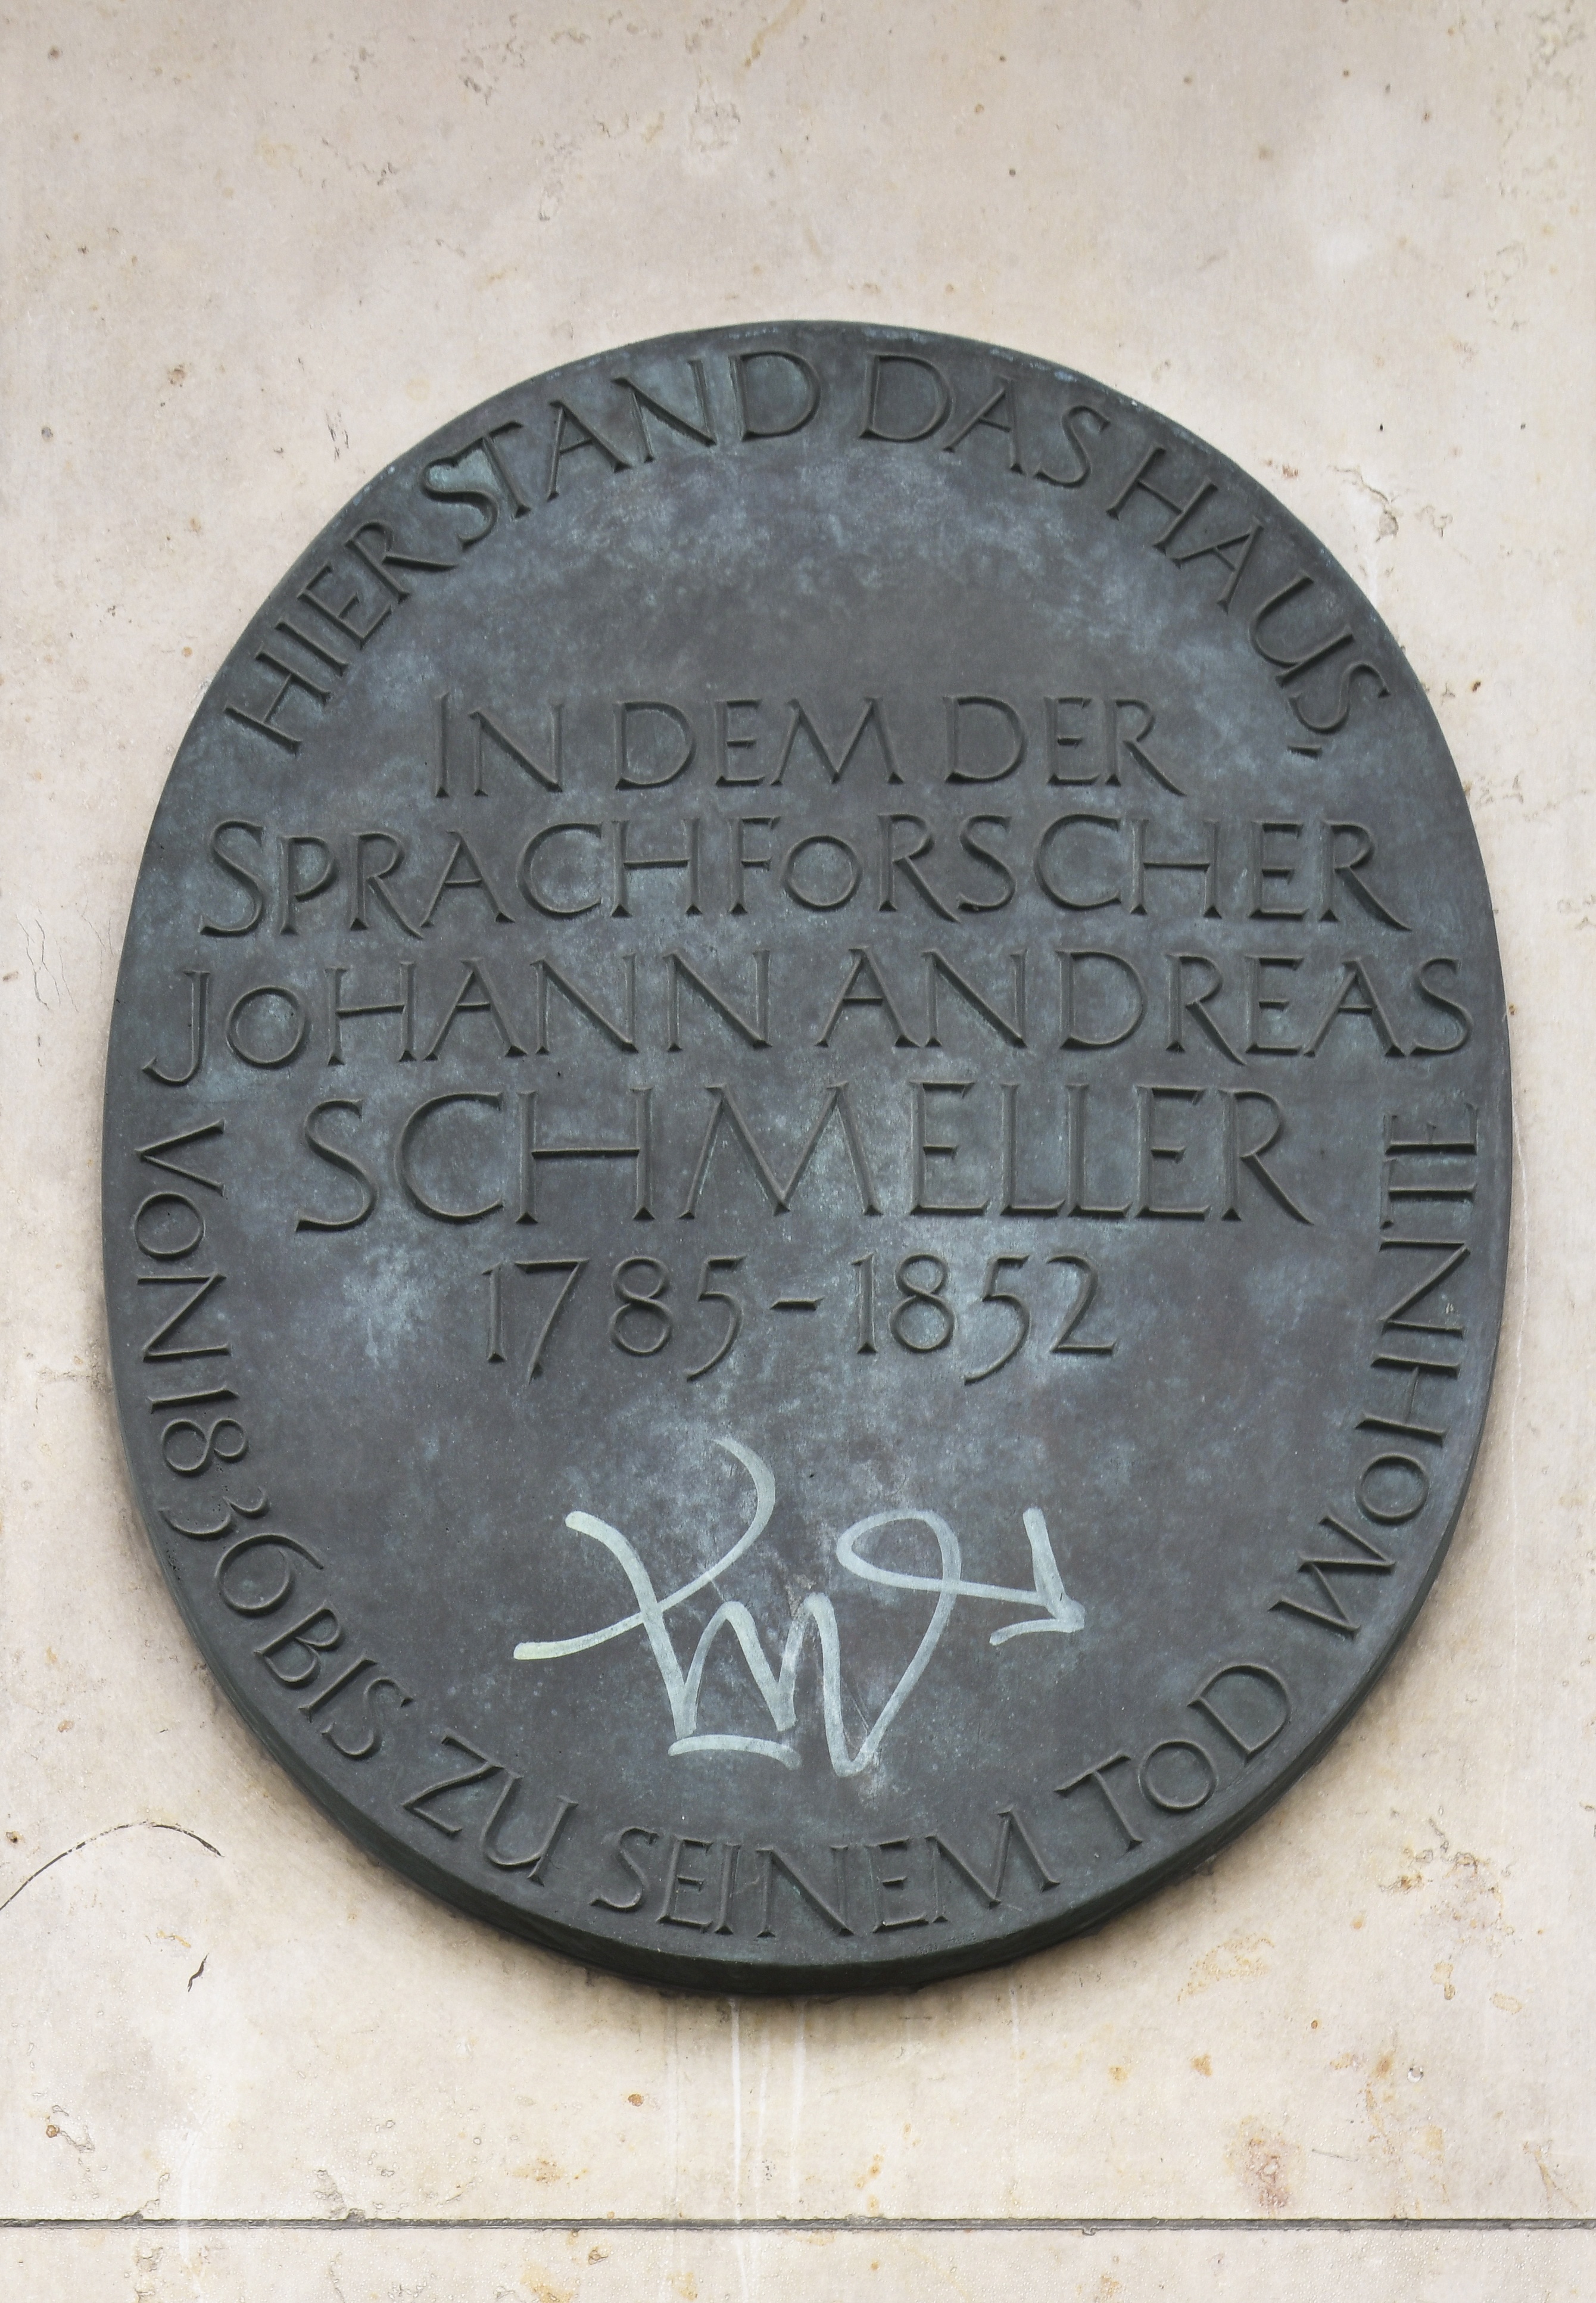 HIER STAND DAS HAUS,
IN DEM DER
SPRACHFORSCHER
JOHANN ANDREAS
SCHMELLER
1785-1852
VON 1836 BIS ZU SEINEM TOD WOHNTE